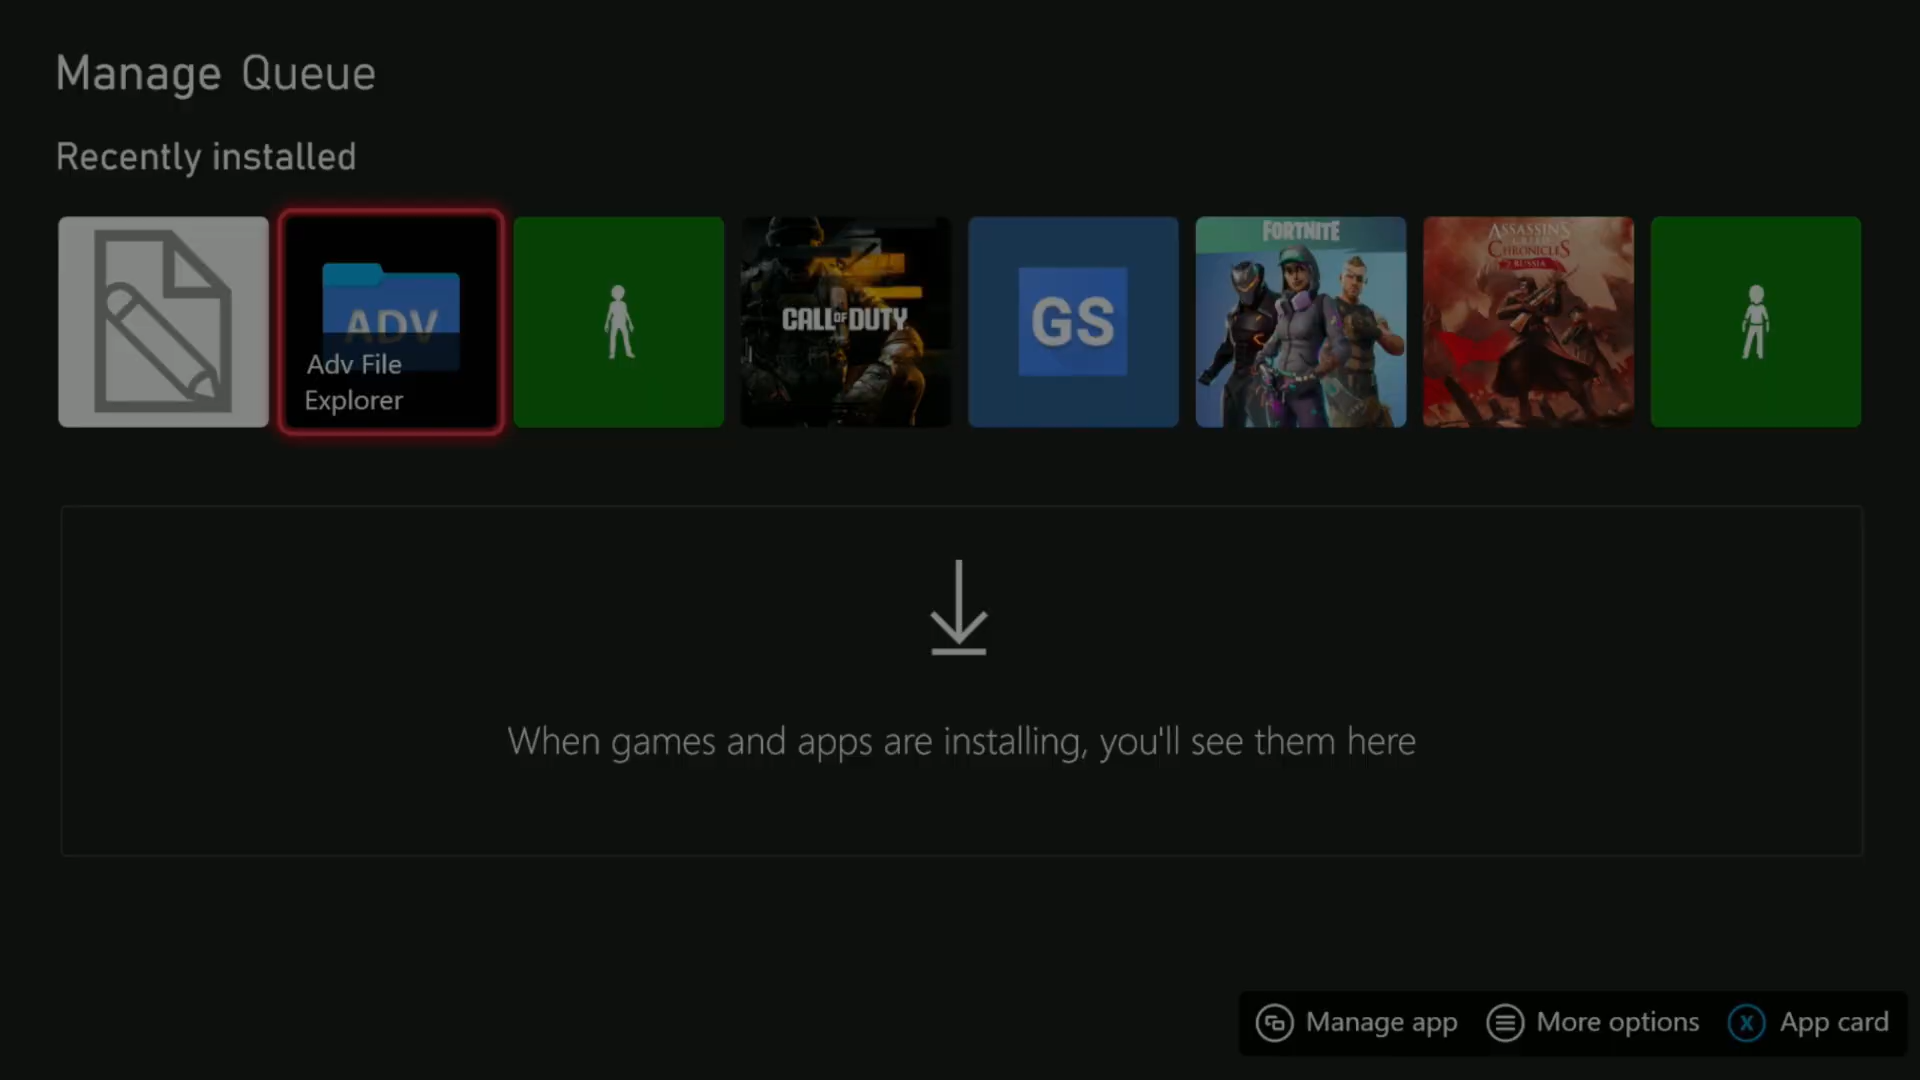 Manage Queue
Recently installed
ADV
Adv File
Explorer
CALL OF DUTY
GS
FORTNITE
ASSASSIN'S
CREED
CHRONICLES
RUSSIA
When games and apps are installing, you'll see them here
Manage app
More options
X App card